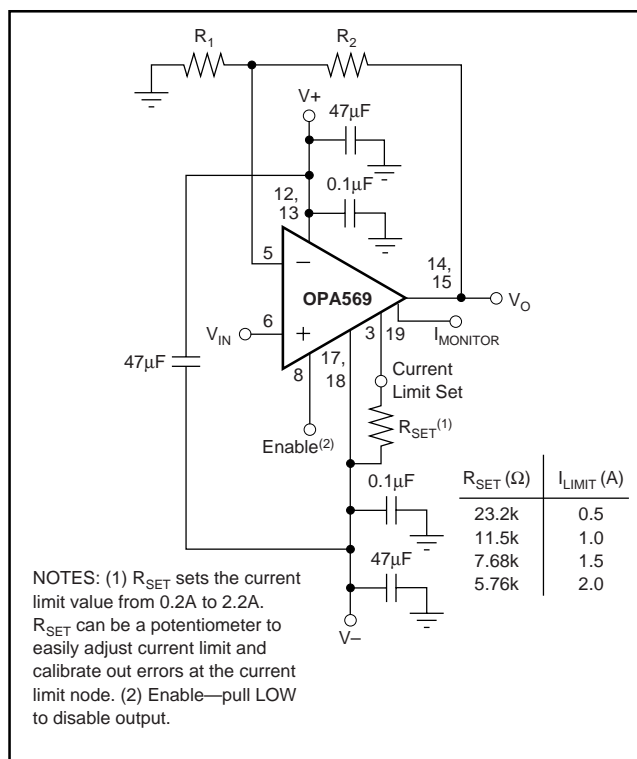 R1
R2
V+
47µF
0.1µF
12,
13
5
−
OPA569
14,
15
VO
VIN
6
+
3
19
IMONITOR
47µF
8
17,
18
Current
Limit Set
RSET(1)
Enable(2)
0.1µF
47µF
V–
RSET (Ω) ILIMIT (A)
23.2k 0.5
11.5k 1.0
7.68k 1.5
5.76k 2.0
NOTES: (1) RSET sets the current
limit value from 0.2A to 2.2A.
RSET can be a potentiometer to
easily adjust current limit and
calibrate out errors at the current
limit node. (2) Enable—pull LOW
to disable output.